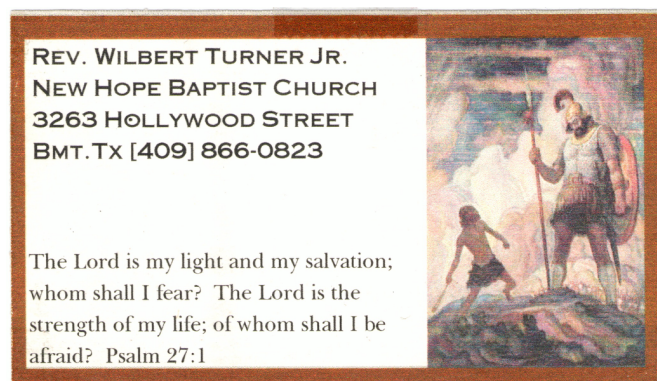 REV. WILBERT TURNER JR.
NEW HOPE BAPTIST CHURCH
3263 HOLLYWOOD STREET
BMT.TX [409] 866-0823
The Lord is my light and my salvation;
whom shall I fear?  The Lord is the
strength of my life; of whom shall I be
afraid?  Psalm 27:1